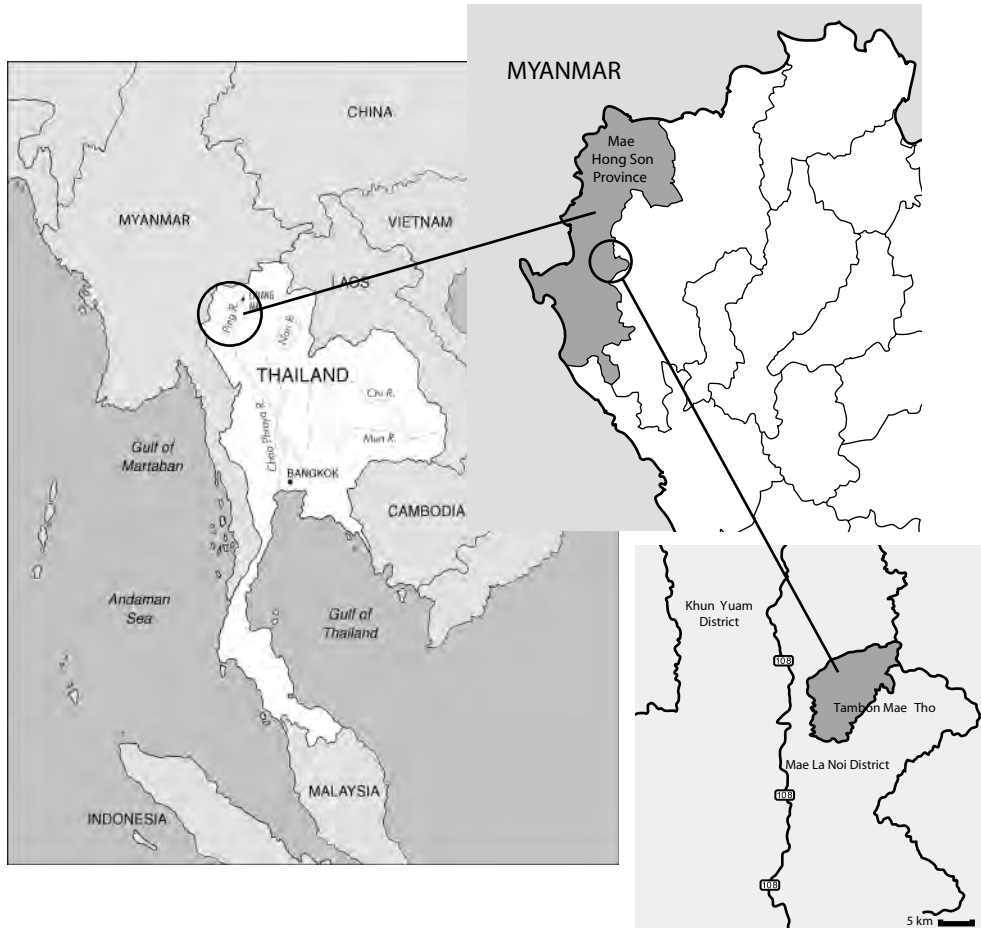 CHINA
MYANMAR
VIETNAM
LAOS
CHIANG
MAI
Ping R.
Nan R.
THAILAND
Chi R.
Chao Phraya R.
Mun R.
BANGKOK
Gulf of
Martaban
CAMBODIA
Andaman
Sea
Gulf of
Thailand
MALAYSIA
INDONESIA
MYANMAR
Mae
Hong Son
Province
Khun Yuam
District
108
Tambon Mae Tho
Mae La Noi District
108
108
5 km